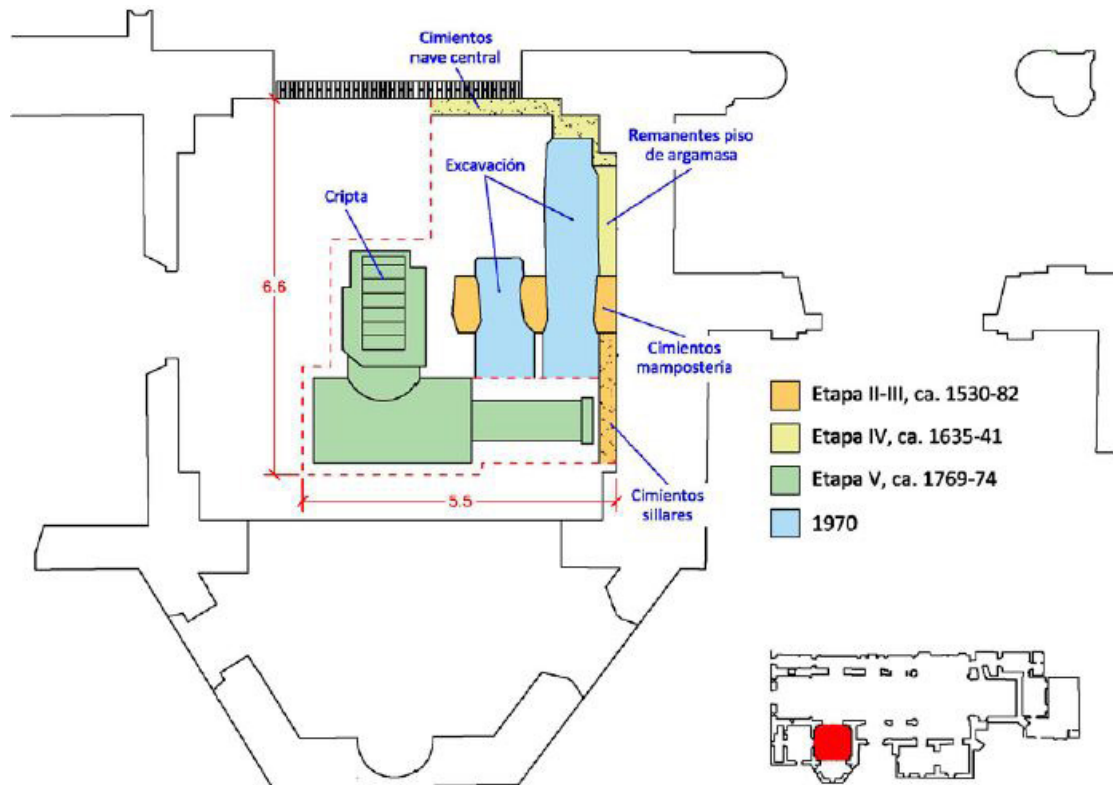 Cimientos
nave central
Remanentes piso
de argamasa
Excavación
Cripta
6.6
Cimientos
mampostería
Etapa II-III, ca. 1530-82
Etapa IV, ca. 1635-41
Etapa V, ca. 1769-74
1970
5.5
Cimientos
sillares